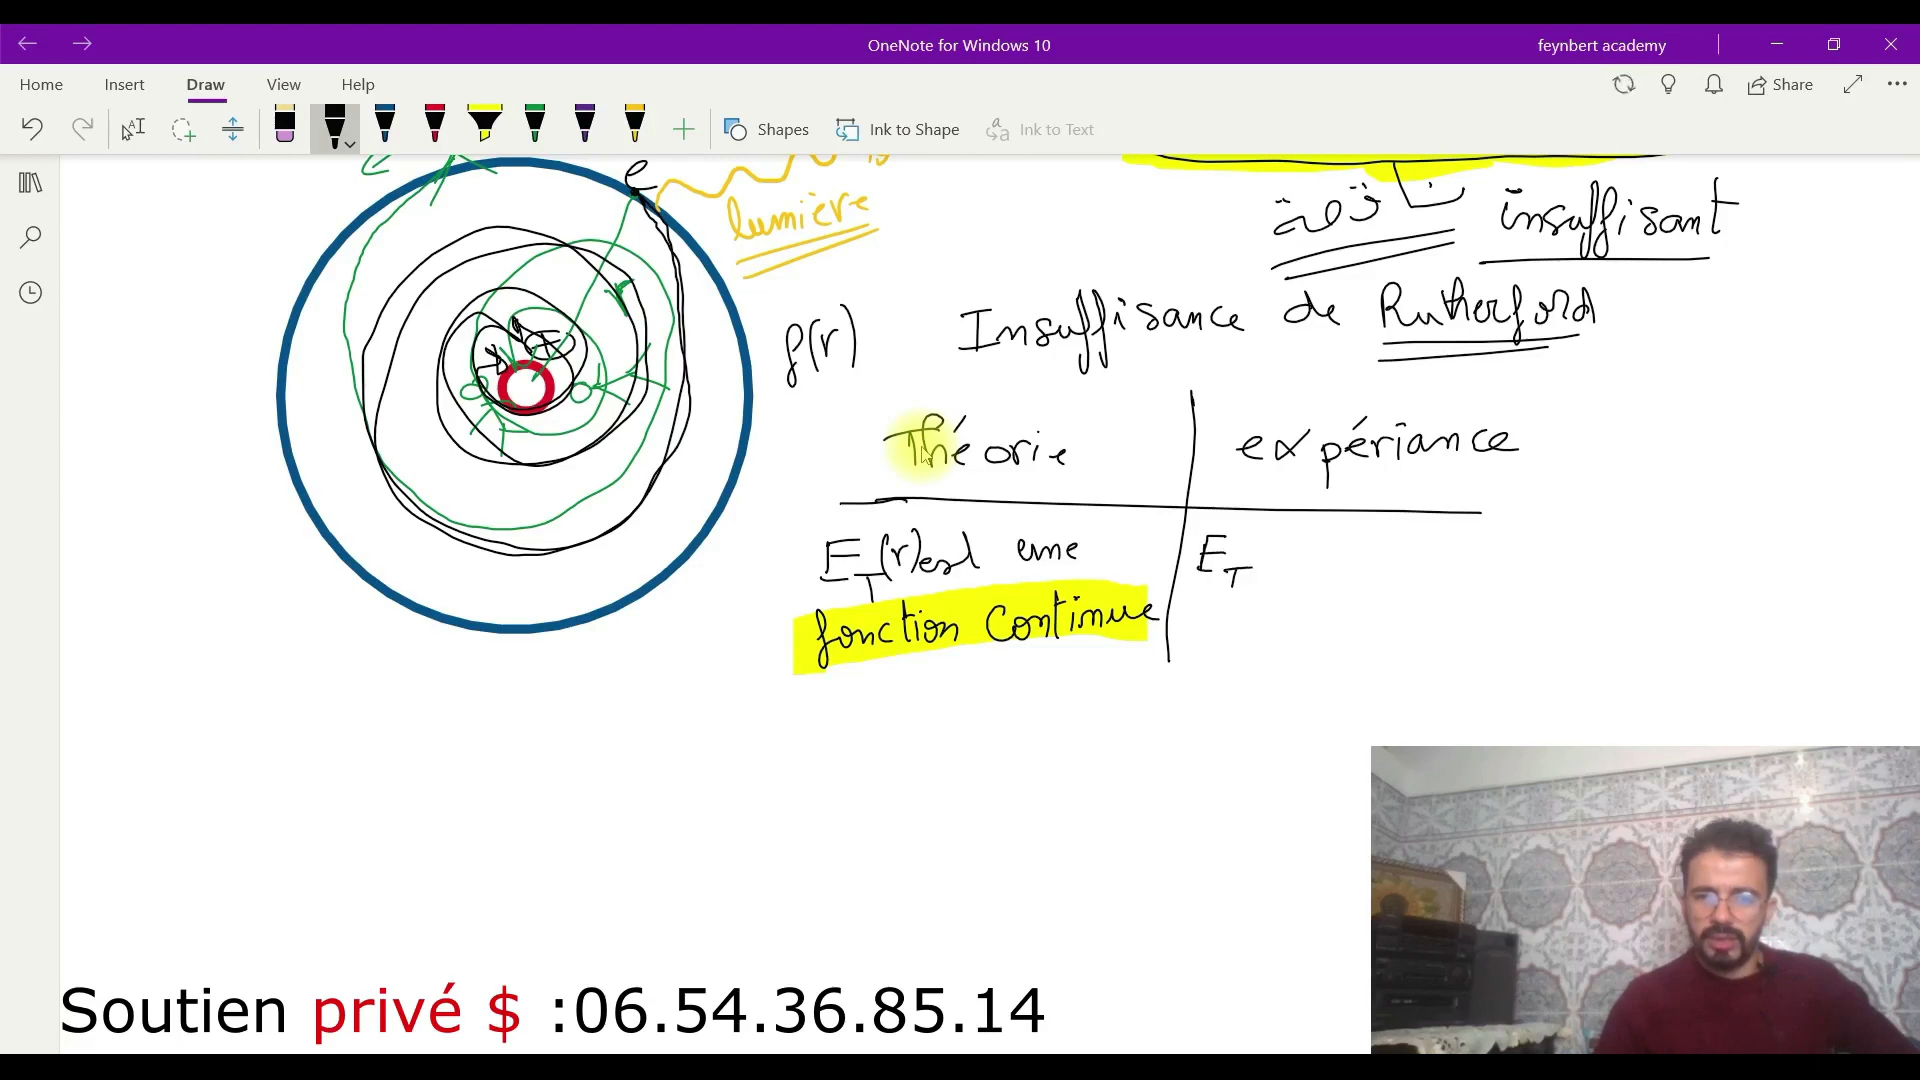 OneNote for Windows 10
feynbert academy
Home Insert Draw View Help
Share
Shapes Ink to Shape Ink to Text
e
lumière
insuffisant
f(r) Insuffisance de Rutherford
Théorie expériance
E_T(r) est une E_T
fonction Continue
Soutien privé $ :06.54.36.85.14